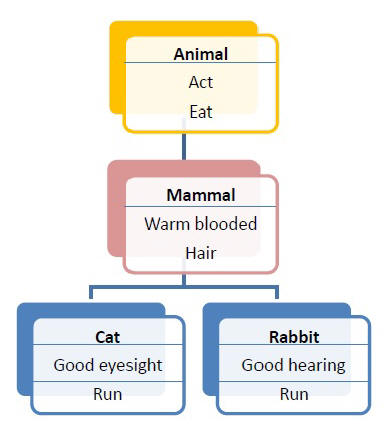 Animal
Act
Eat
Mammal
Warm blooded
Hair
Cat
Good eyesight
Run
Rabbit
Good hearing
Run